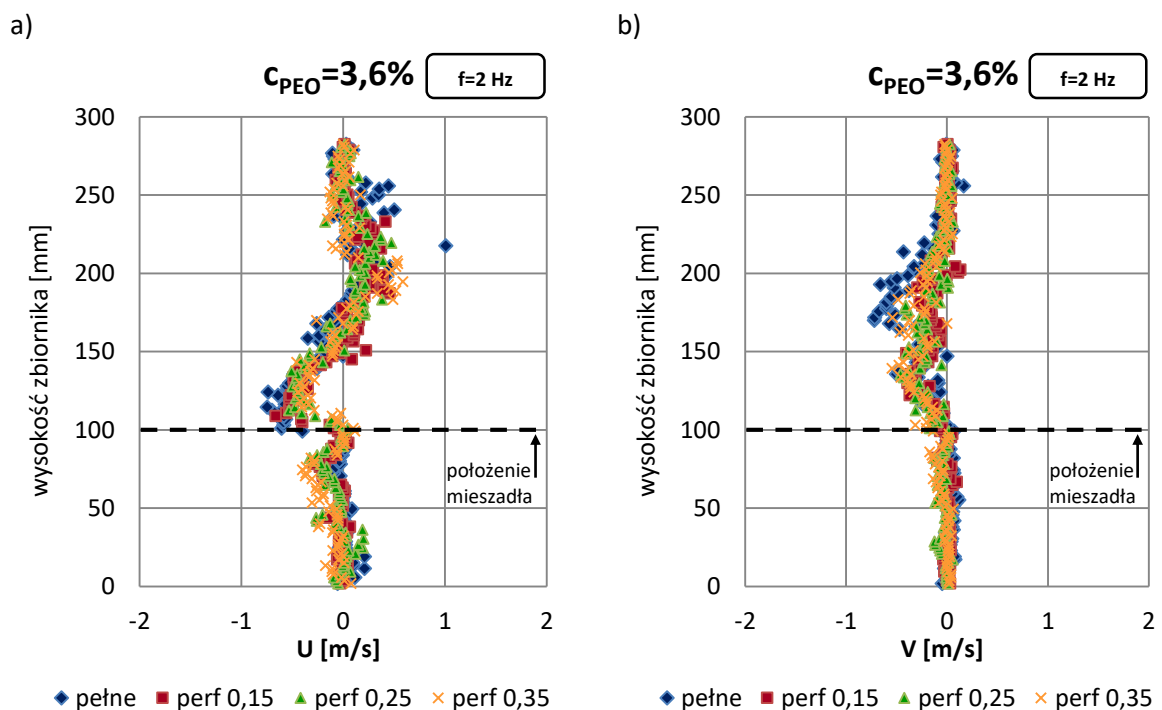 a)
c_PEO=3,6%
f=2 Hz
wysokość zbiornika [mm]
300
250
200
150
100
50
0
położenie
mieszadła
-2 -1 0 1 2
U [m/s]
pełne perf 0,15 perf 0,25 perf 0,35
b)
c_PEO=3,6%
f=2 Hz
wysokość zbiornika [mm]
300
250
200
150
100
50
0
położenie
mieszadła
-2 -1 0 1 2
V [m/s]
pełne perf 0,15 perf 0,25 perf 0,35